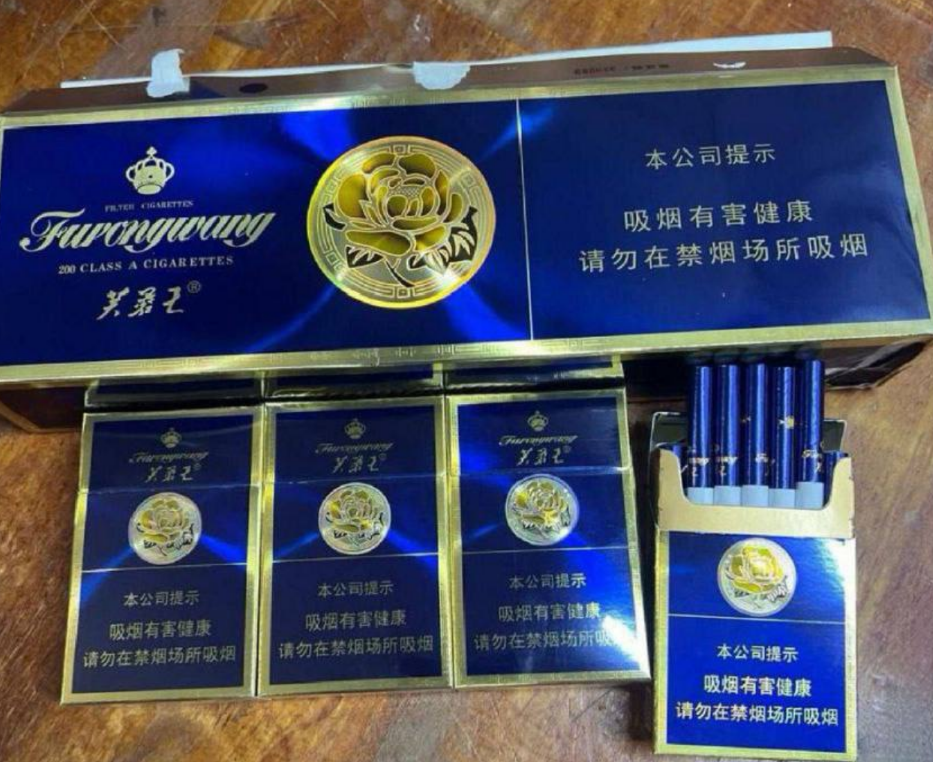 FILTER CIGARETTES
Furongwang
200 CLASS A CIGARETTES
芙蓉王®
本公司提示
吸烟有害健康
请勿在禁烟场所吸烟
Furongwang
芙蓉王®
本公司提示
吸烟有害健康
请勿在禁烟场所吸烟
Furongwang
芙蓉王®
本公司提示
吸烟有害健康
请勿在禁烟场所吸烟
Furongwang
芙蓉王®
本公司提示
吸烟有害健康
请勿在禁烟场所吸
本公司提示
吸烟有害健康
请勿在禁烟场所吸烟